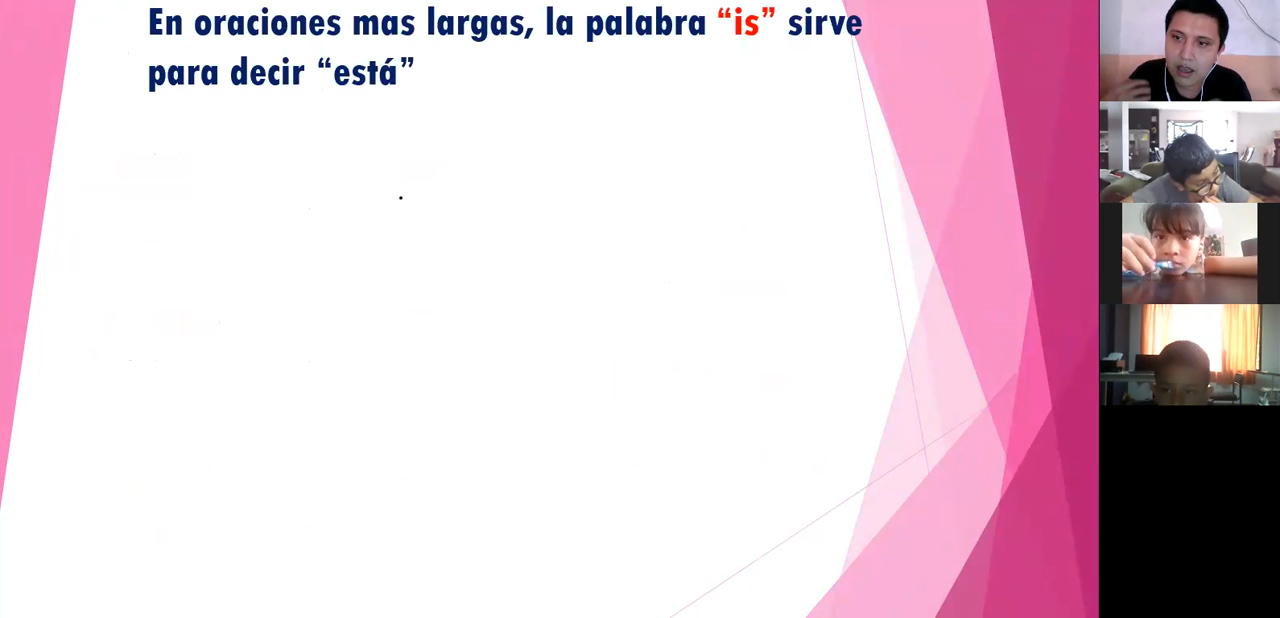 En oraciones mas largas, la palabra “is” sirve
para decir “está”